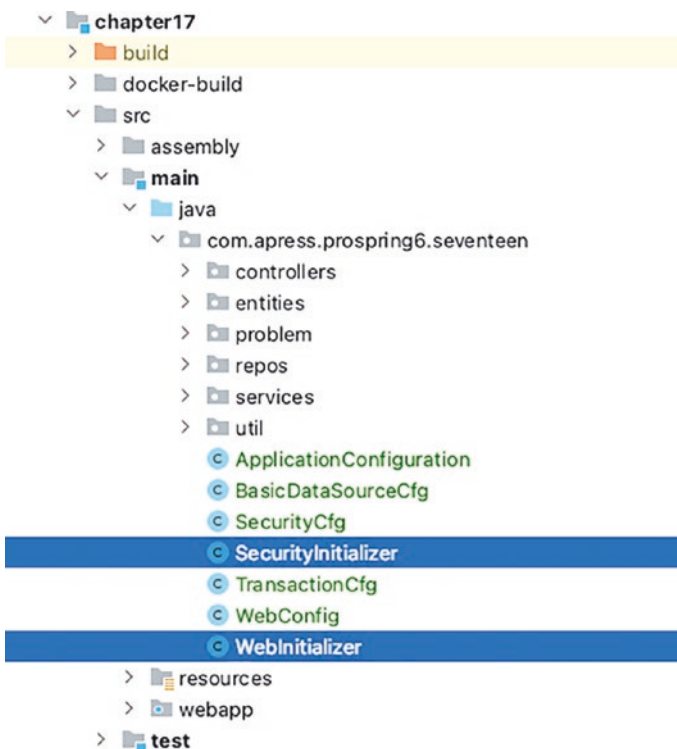 chapter17
build
docker-build
src
assembly
main
java
com.apress.prospring6.seventeen
controllers
entities
problem
repos
services
util
C ApplicationConfiguration
C BasicDataSourceCfg
C SecurityCfg
C SecurityInitializer
C TransactionCfg
C WebConfig
C WebInitializer
resources
webapp
test